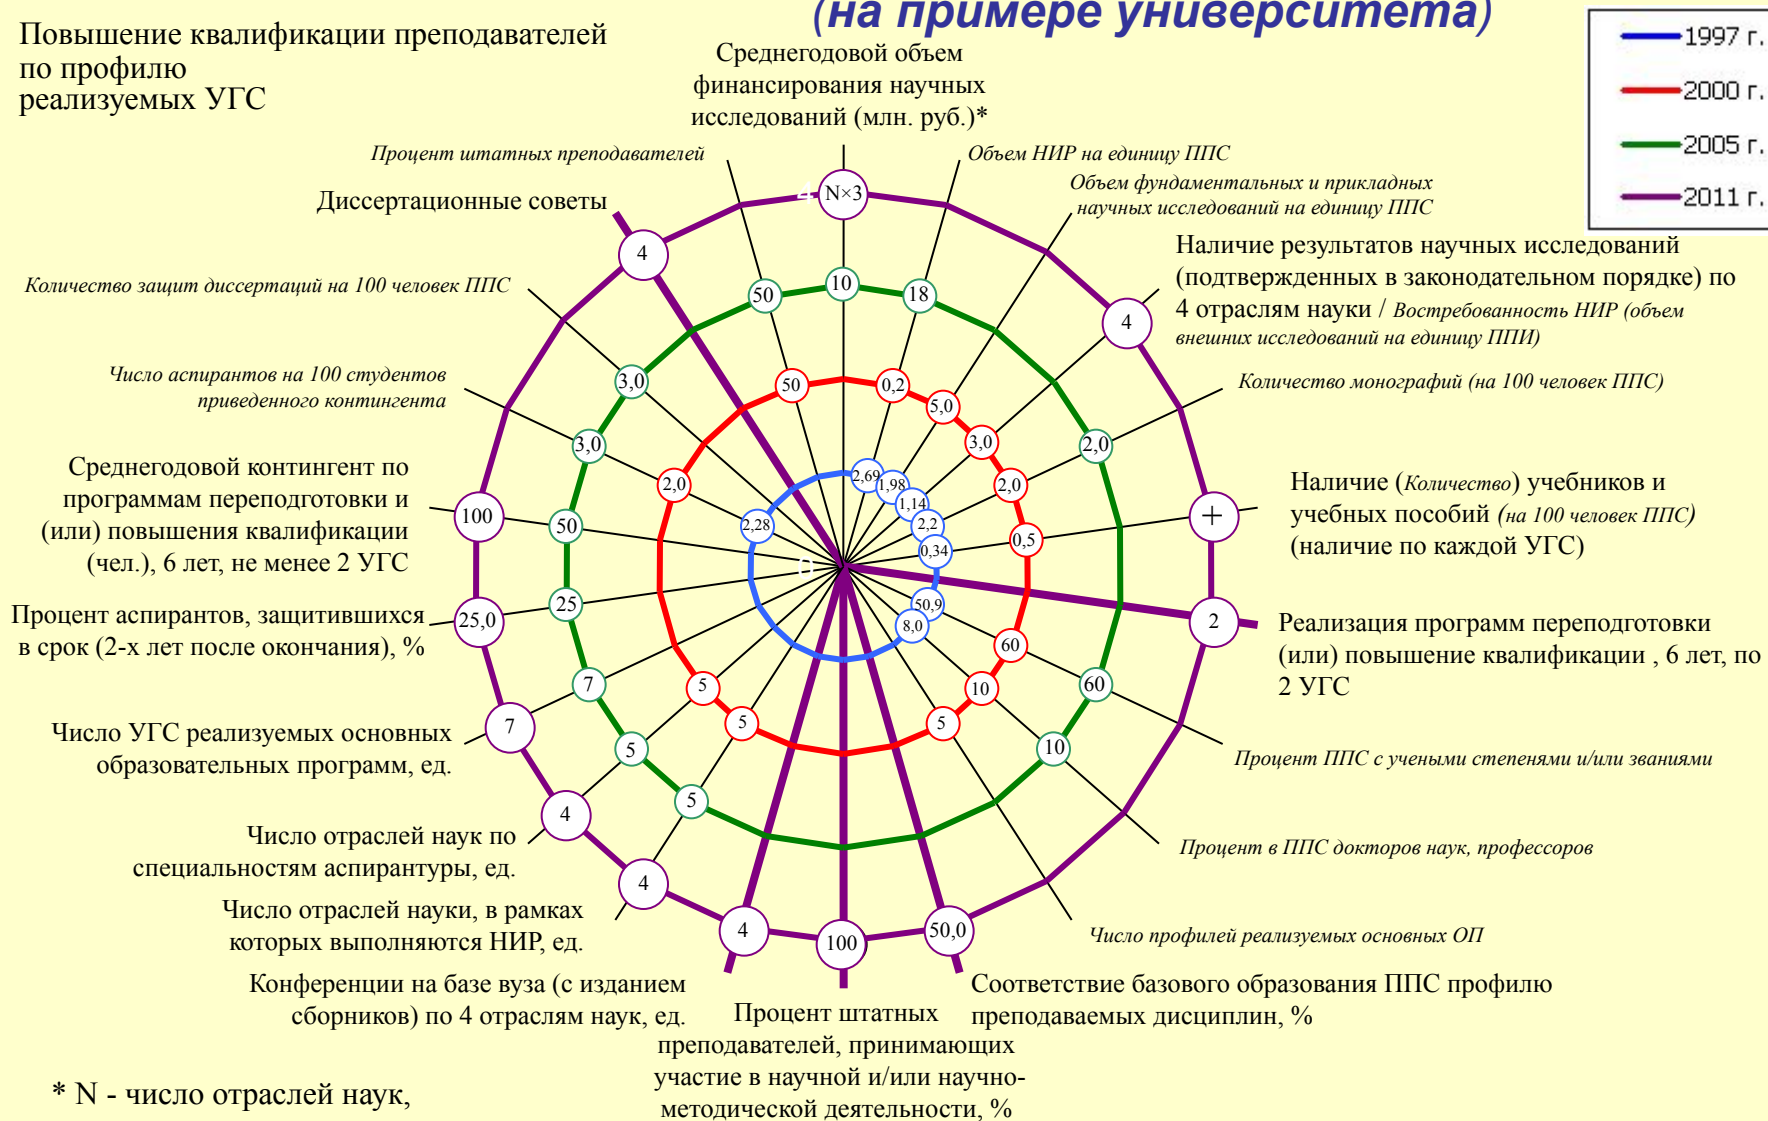 (на примере университета)
Повышение квалификации преподавателей
по профилю
реализуемых УГС
1997 г.
2000 г.
2005 г.
2011 г.
Среднегодовой объем
финансирования научных
исследований (млн. руб.)*
Процент штатных преподавателей
Объем НИР на единицу ППС
Объем фундаментальных и прикладных
научных исследований на единицу ППС
Диссертационные советы
Наличие результатов научных исследований
(подтвержденных в законодательном порядке) по
4 отраслям науки / Востребованность НИР (объем
внешних исследований на единицу ППИ)
Количество защит диссертаций на 100 человек ППС
Число аспирантов на 100 студентов
приведенного контингента
Количество монографий (на 100 человек ППС)
Среднегодовой контингент по
программам переподготовки и
(или) повышения квалификации
(чел.), 6 лет, не менее 2 УГС
Наличие (Количество) учебников и
учебных пособий (на 100 человек ППС)
(наличие по каждой УГС)
Процент аспирантов, защитившихся
в срок (2-х лет после окончания), %
Реализация программ переподготовки
(или) повышение квалификации , 6 лет, по
2 УГС
Число УГС реализуемых основных
образовательных программ, ед.
Процент ППС с учеными степенями и/или званиями
Число отраслей наук по
специальностям аспирантуры, ед.
Процент в ППС докторов наук, профессоров
Число отраслей науки, в рамках
которых выполняются НИР, ед.
Число профилей реализуемых основных ОП
Конференции на базе вуза (с изданием
сборников) по 4 отраслям наук, ед.
Соответствие базового образования ППС профилю
преподаваемых дисциплин, %
Процент штатных
преподавателей, принимающих
участие в научной и/или научно-
методической деятельности, %
* N - число отраслей наук,
4
N×3
4
4
50
10
18
3,0
50
0,2
5,0
3,0
3,0
2,0
2,0
2,0
2,69
1,98
1,14
2,2
2,28
0,34
100
50
0,5
+
0
25,0
25
50,9
8,0
2
7
7
5
60
10
60
4
5
5
5
10
4
5
4
100
50,0